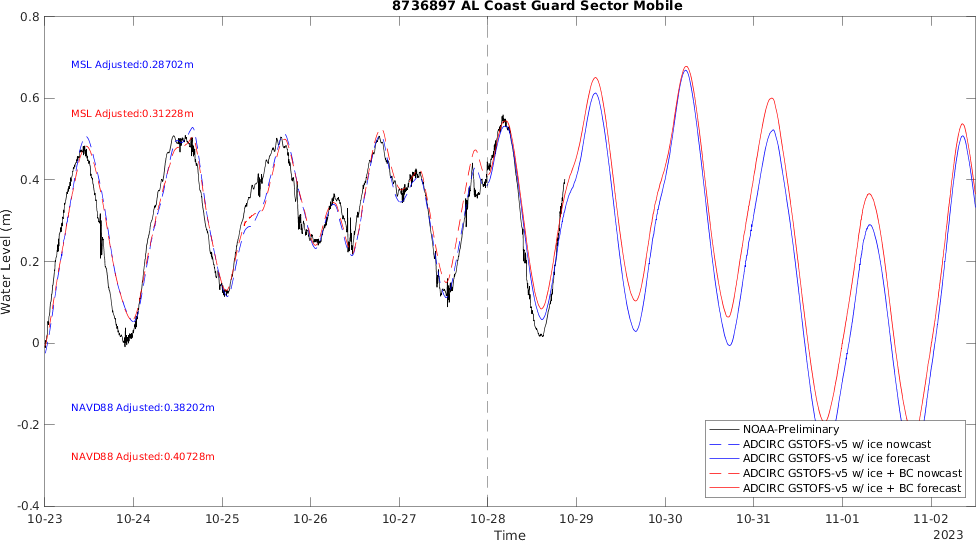 8736897 AL Coast Guard Sector Mobile
0.8
0.6
0.4
0.2
0
-0.2
-0.4
Water Level (m)
MSL Adjusted:0.28702m
MSL Adjusted:0.31228m
NAVD88 Adjusted:0.38202m
NAVD88 Adjusted:0.40728m
NOAA-Preliminary
ADCIRC GSTOFS-v5 w/ ice nowcast
ADCIRC GSTOFS-v5 w/ ice forecast
ADCIRC GSTOFS-v5 w/ ice + BC nowcast
ADCIRC GSTOFS-v5 w/ ice + BC forecast
10-23 10-24 10-25 10-26 10-27 10-28 10-29 10-30 10-31 11-01 11-02
Time
2023